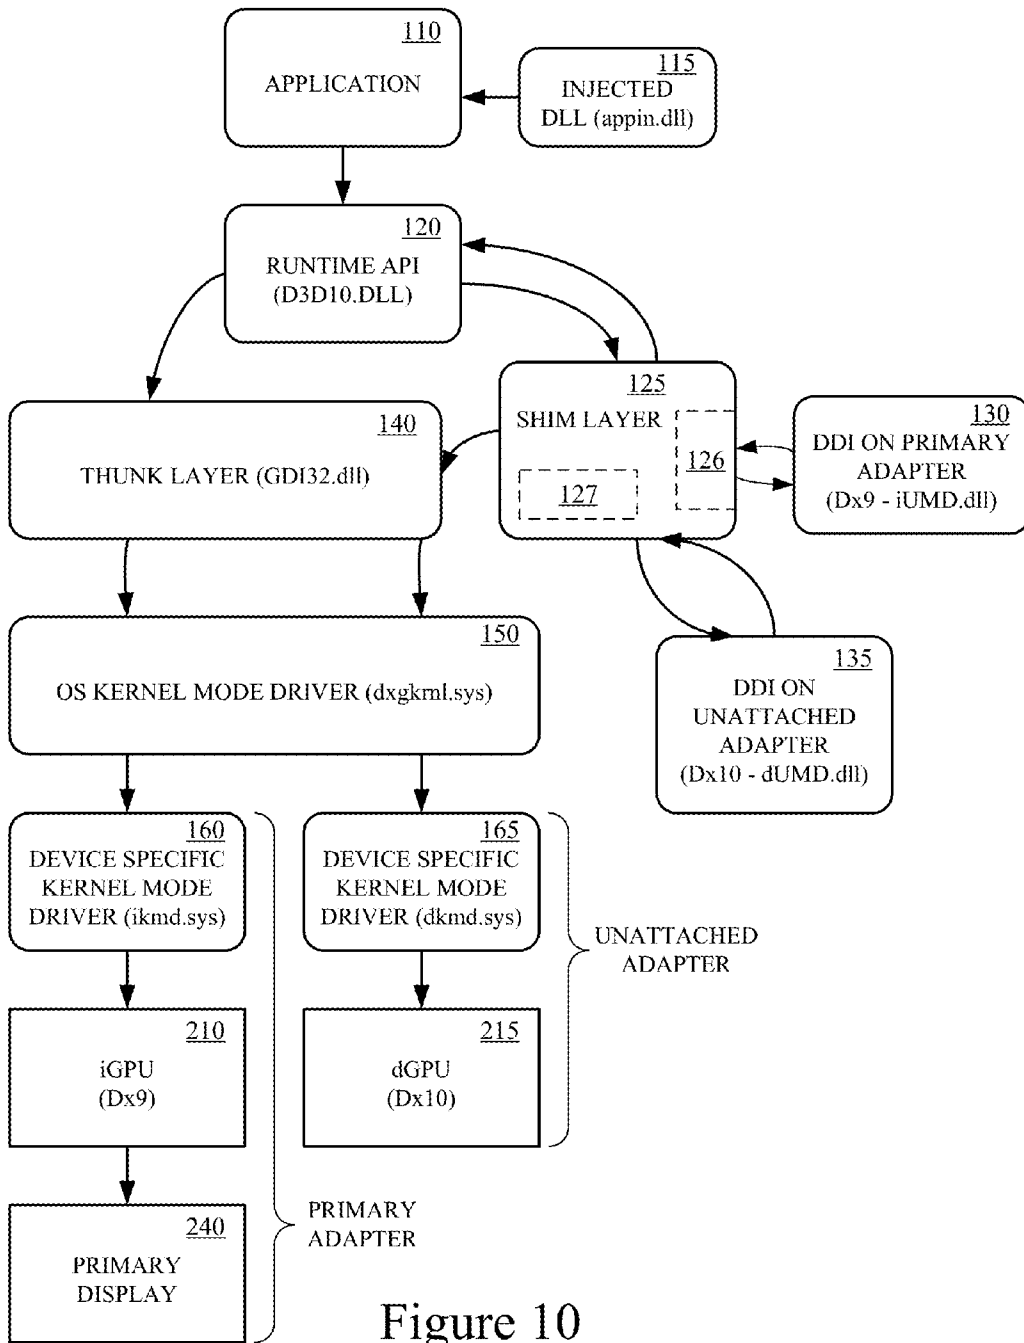 110
APPLICATION
115
INJECTED
DLL (appin.dll)
120
RUNTIME API
(D3D10.DLL)
125
SHIM LAYER
126
127
130
DDI ON PRIMARY
ADAPTER
(Dx9 - iUMD.dll)
140
THUNK LAYER (GDI32.dll)
135
DDI ON
UNATTACHED
ADAPTER
(Dx10 - dUMD.dll)
150
OS KERNEL MODE DRIVER (dxgkrnl.sys)
160
DEVICE SPECIFIC
KERNEL MODE
DRIVER (ikmd.sys)
165
DEVICE SPECIFIC
KERNEL MODE
DRIVER (dkmd.sys)
UNATTACHED
ADAPTER
210
iGPU
(Dx9)
215
dGPU
(Dx10)
240
PRIMARY
DISPLAY
PRIMARY
ADAPTER
Figure 10